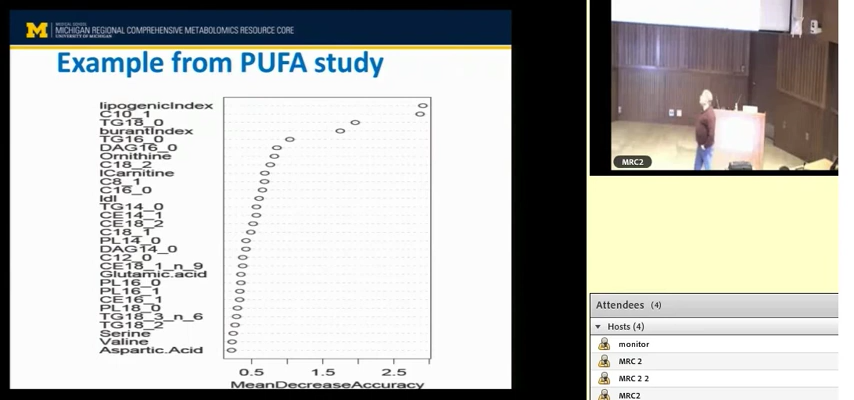 MEDICAL SCHOOL
MICHIGAN REGIONAL COMPREHENSIVE METABOLOMICS RESOURCE CORE
UNIVERSITY OF MICHIGAN
Example from PUFA study
lipogenicIndex
C10_1
TG18_0
burantIndex
TG16_0
DAG16_0
Ornithine
C18_2
lCarnitine
C8_1
C16_0
ldl
TG14_0
CE14_1
CE18_2
C18_1
PL14_0
DAG14_0
C12_0
CE18_1_n_9
Glutamic.acid
PL16_0
PL16_1
CE16_1
PL18_0
TG18_3_n_6
TG18_2
Serine
Valine
Aspartic.Acid
0.5 1.5 2.5
MeanDecreaseAccuracy
MRC2
Attendees (4)
Hosts (4)
monitor
MRC 2
MRC 2 2
MRC2